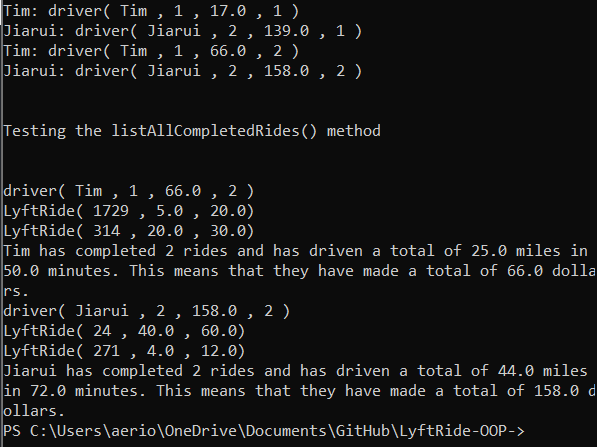 Tim: driver( Tim , 1 , 17.0 , 1 )
Jiarui: driver( Jiarui , 2 , 139.0 , 1 )
Tim: driver( Tim , 1 , 66.0 , 2 )
Jiarui: driver( Jiarui , 2 , 158.0 , 2 )
Testing the listAllCompletedRides() method
driver( Tim , 1 , 66.0 , 2 )
LyftRide( 1729 , 5.0 , 20.0)
LyftRide( 314 , 20.0 , 30.0)
Tim has completed 2 rides and has driven a total of 25.0 miles in
50.0 minutes. This means that they have made a total of 66.0 dolla
rs.
driver( Jiarui , 2 , 158.0 , 2 )
LyftRide( 24 , 40.0 , 60.0)
LyftRide( 271 , 4.0 , 12.0)
Jiarui has completed 2 rides and has driven a total of 44.0 miles
in 72.0 minutes. This means that they have made a total of 158.0 d
ollars.
PS C:\Users\aerio\OneDrive\Documents\GitHub\LyftRide-OOP->